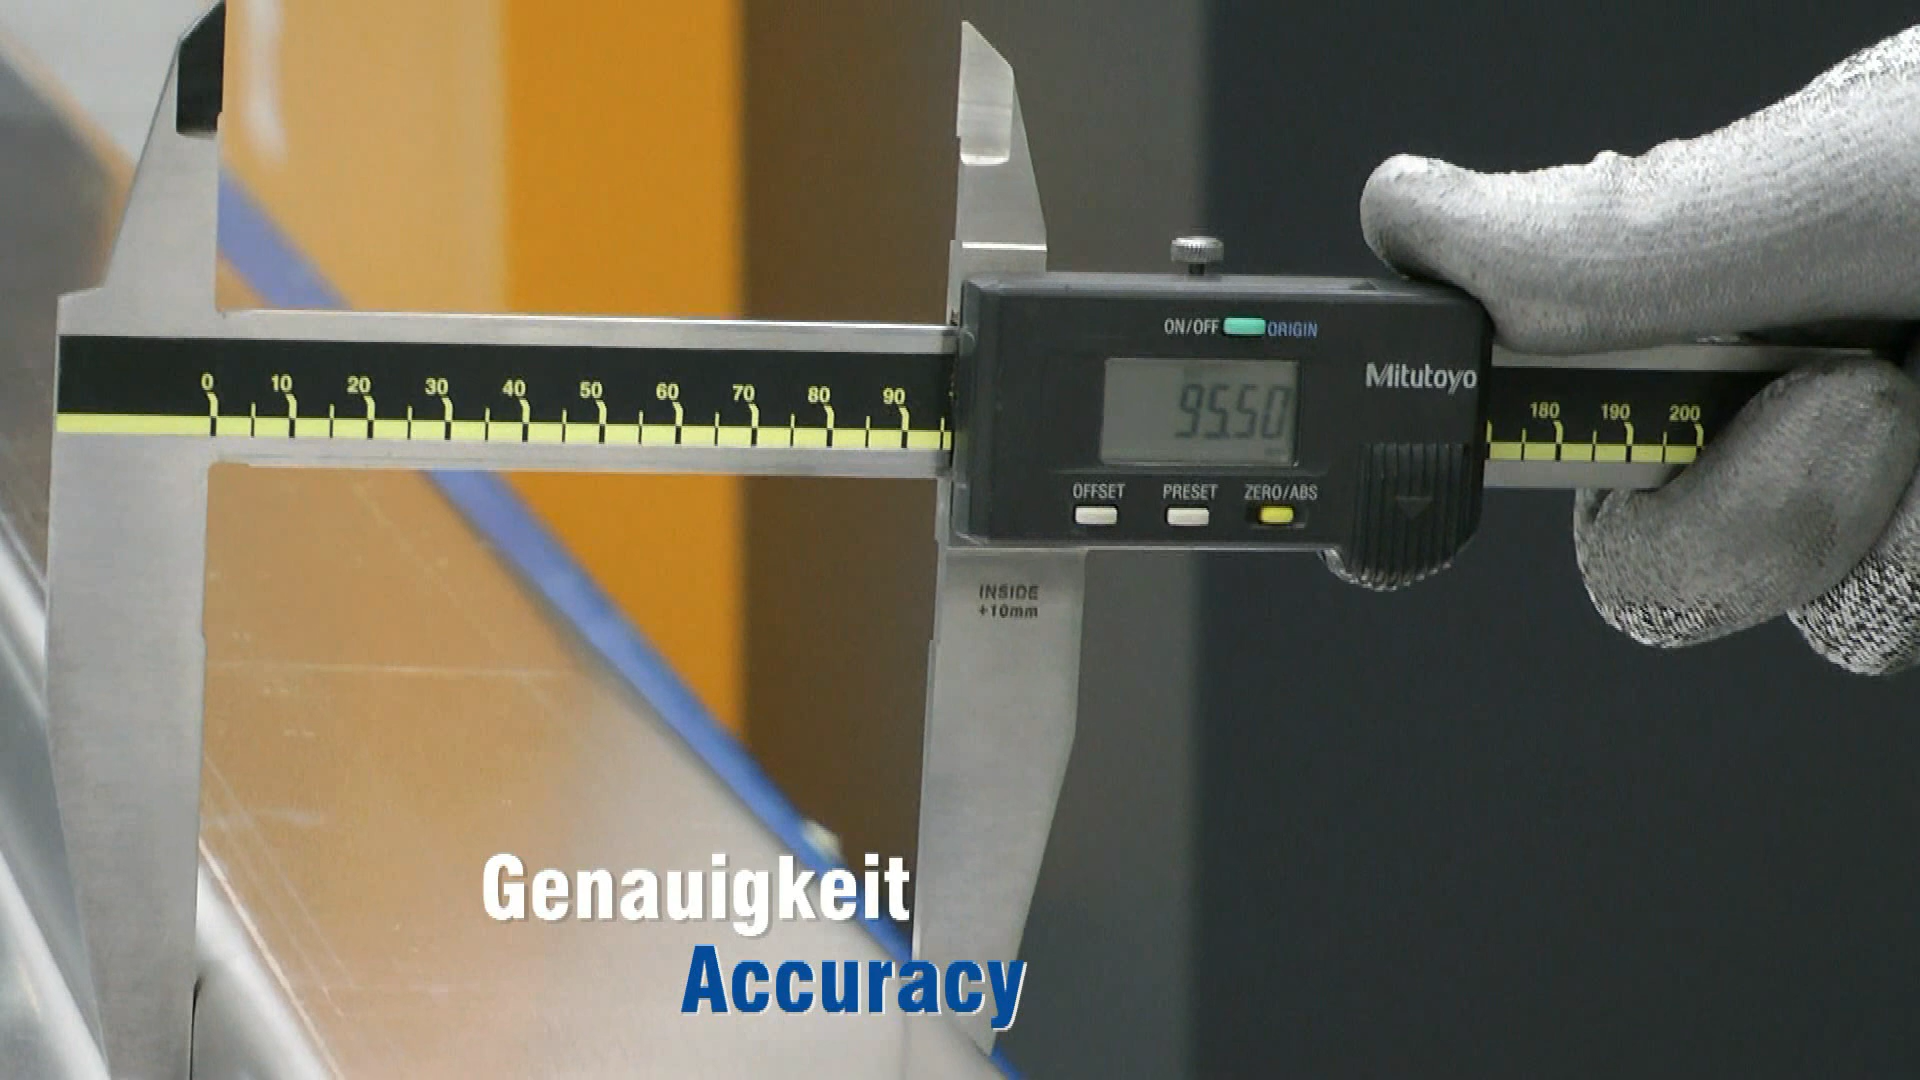 ON/OFF ORIGIN
Mitutoyo
0 10 20 30 40 50 60 70 80 90
95.50
180 190 200
OFFSET PRESET ZERO/ABS
INSIDE
+10mm
Genauigkeit
Accuracy